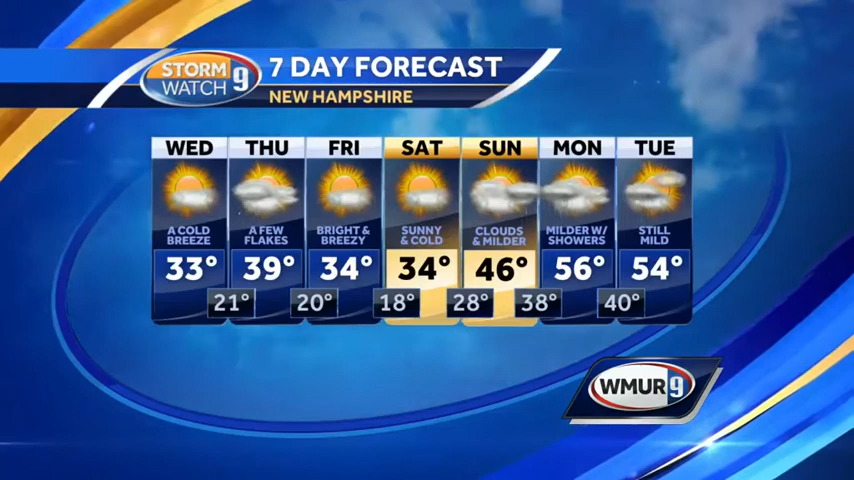 STORM
WATCH 9
7 DAY FORECAST
NEW HAMPSHIRE
WED THU FRI SAT SUN MON TUE
A COLD BREEZE
A FEW FLAKES
BRIGHT & BREEZY
SUNNY & COLD
CLOUDS & MILDER
MILDER W/ SHOWERS
STILL MILD
33° 39° 34° 34° 46° 56° 54°
21° 20° 18° 28° 38° 40°
WMUR 9